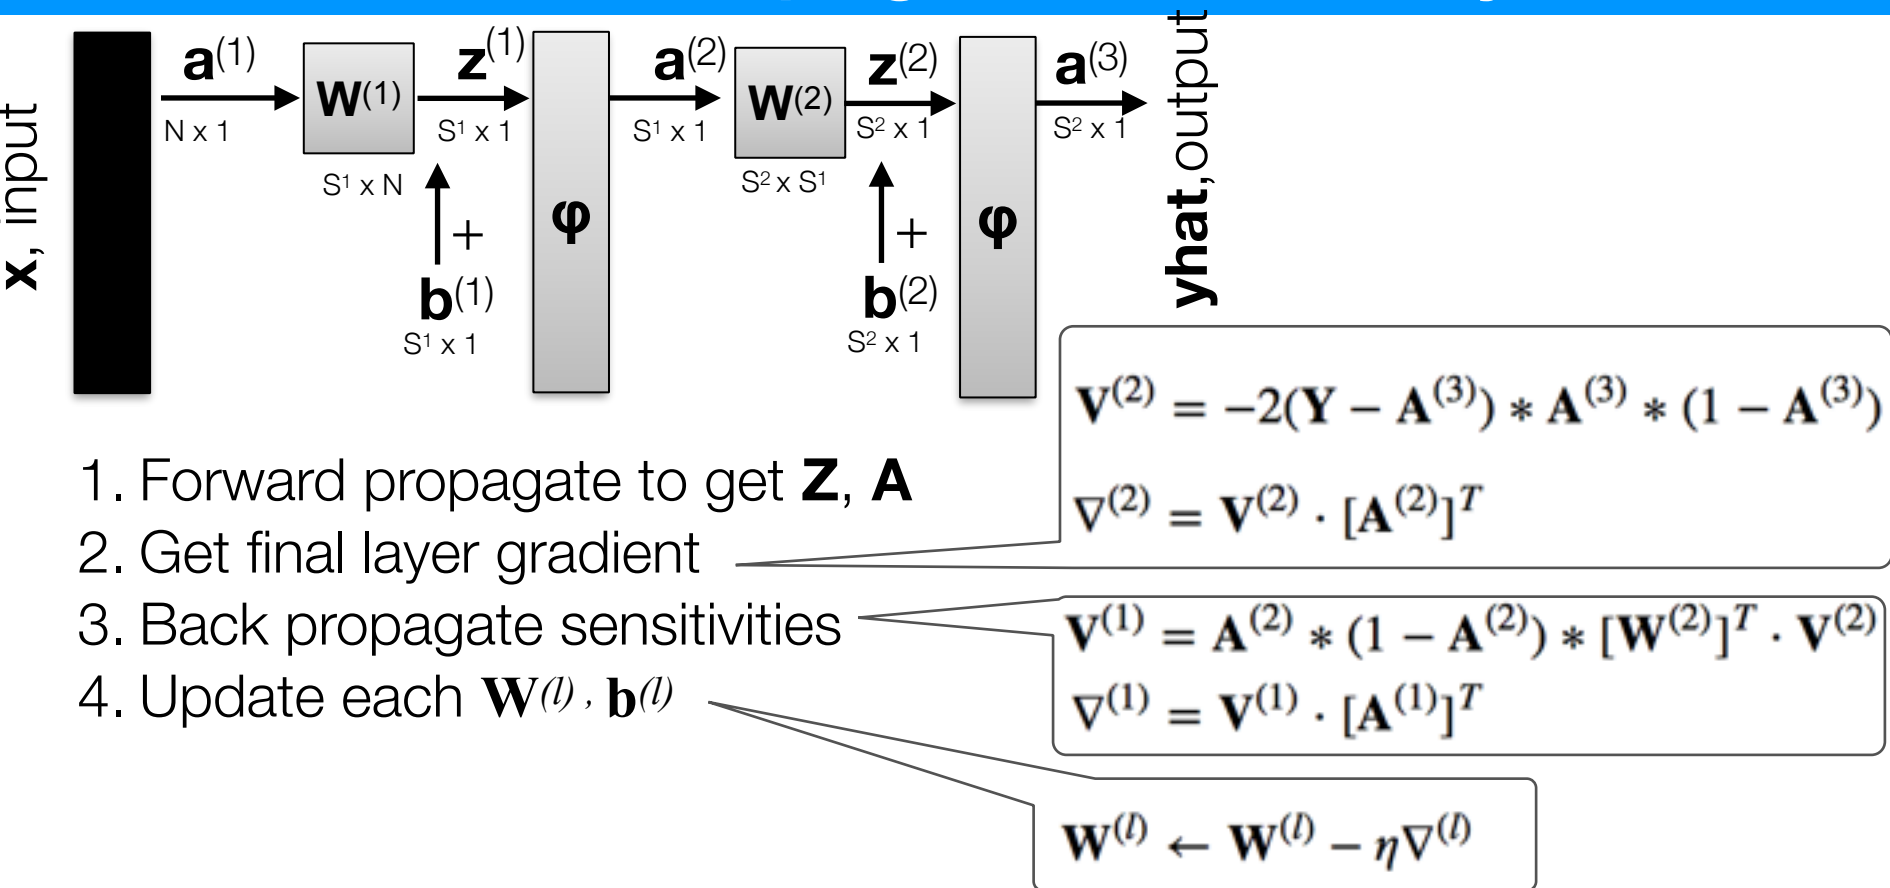 x, input
a(1)
N x 1
W(1)
S¹ x N
z(1)
S¹ x 1
+
b(1)
S¹ x 1
φ
a(2)
S¹ x 1
W(2)
S² x S¹
z(2)
S² x 1
+
b(2)
S² x 1
φ
a(3)
S² x 1
yhat, output
1. Forward propagate to get Z, A
2. Get final layer gradient
3. Back propagate sensitivities
4. Update each W(l), b(l)
V(2) = −2(Y − A(3)) * A(3) * (1 − A(3))
∇(2) = V(2) · [A(2)]T
V(1) = A(2) * (1 − A(2)) * [W(2)]T · V(2)
∇(1) = V(1) · [A(1)]T
W(l) ← W(l) − η∇(l)